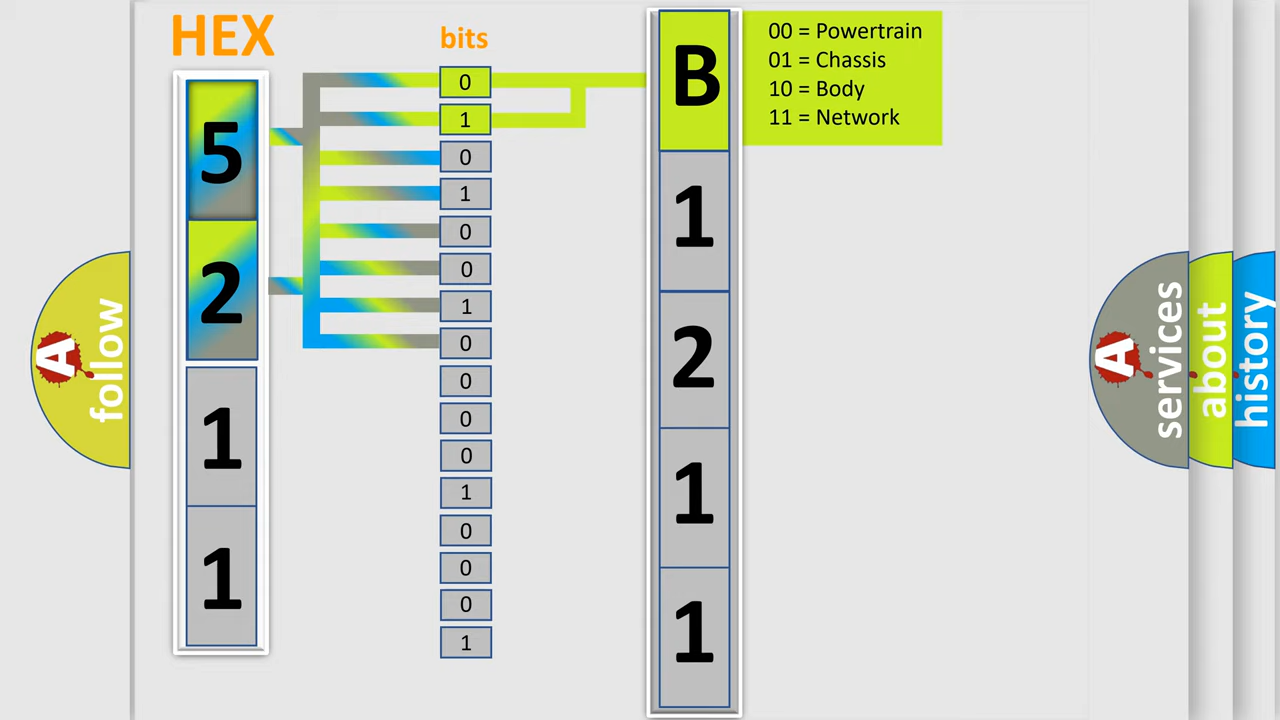 HEX
bits
5
2
1
1
0
1
0
1
0
0
1
0
0
0
0
1
0
0
0
1
B
1
2
1
1
00 = Powertrain
01 = Chassis
10 = Body
11 = Network
A
follow
A
services
about
history